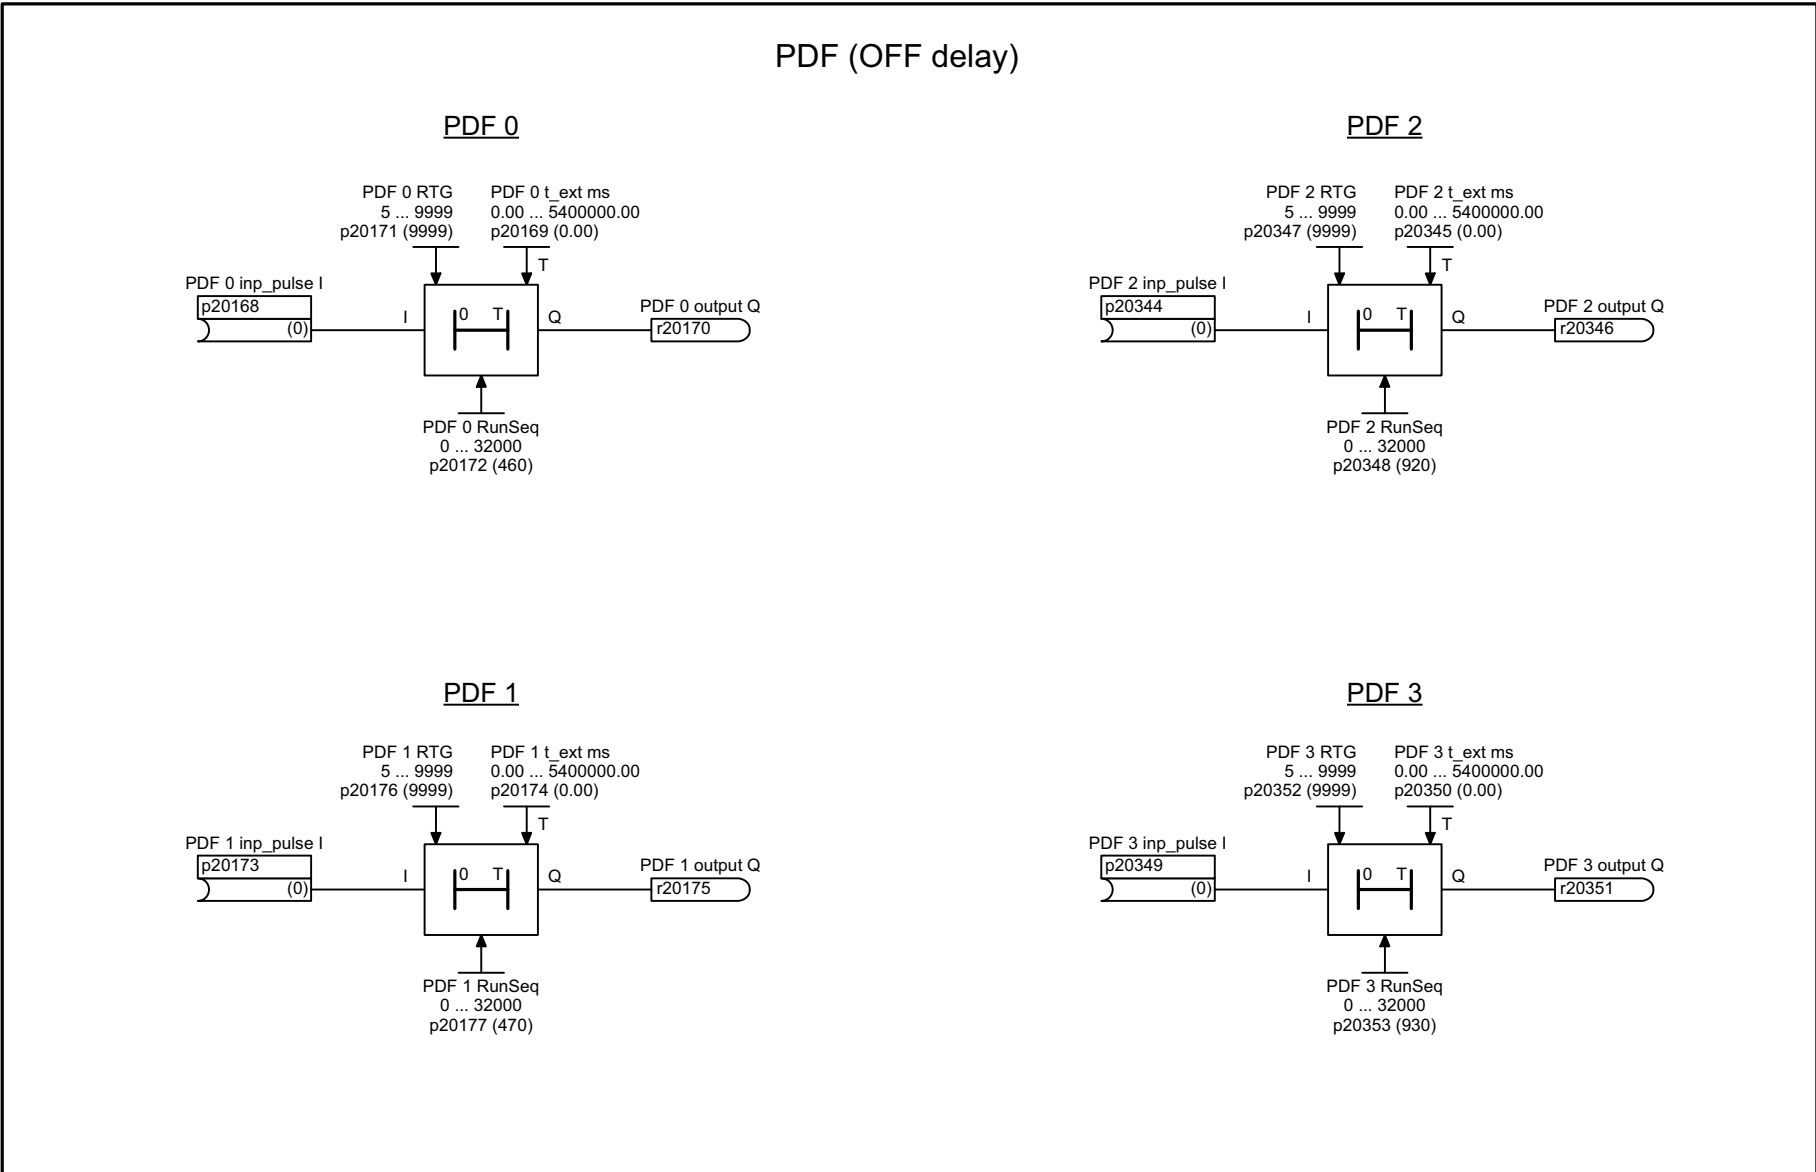 PDF (OFF delay)
PDF 0
PDF 0 RTG
5 ... 9999
p20171 (9999)
PDF 0 t_ext ms
0.00 ... 5400000.00
p20169 (0.00)
T
PDF 0 inp_pulse I
p20168
(0)
I
0 T
Q
PDF 0 output Q
r20170
PDF 0 RunSeq
0 ... 32000
p20172 (460)
PDF 2
PDF 2 RTG
5 ... 9999
p20347 (9999)
PDF 2 t_ext ms
0.00 ... 5400000.00
p20345 (0.00)
T
PDF 2 inp_pulse I
p20344
(0)
I
0 T
Q
PDF 2 output Q
r20346
PDF 2 RunSeq
0 ... 32000
p20348 (920)
PDF 1
PDF 1 RTG
5 ... 9999
p20176 (9999)
PDF 1 t_ext ms
0.00 ... 5400000.00
p20174 (0.00)
T
PDF 1 inp_pulse I
p20173
(0)
I
0 T
Q
PDF 1 output Q
r20175
PDF 1 RunSeq
0 ... 32000
p20177 (470)
PDF 3
PDF 3 RTG
5 ... 9999
p20352 (9999)
PDF 3 t_ext ms
0.00 ... 5400000.00
p20350 (0.00)
T
PDF 3 inp_pulse I
p20349
(0)
I
0 T
Q
PDF 3 output Q
r20351
PDF 3 RunSeq
0 ... 32000
p20353 (930)